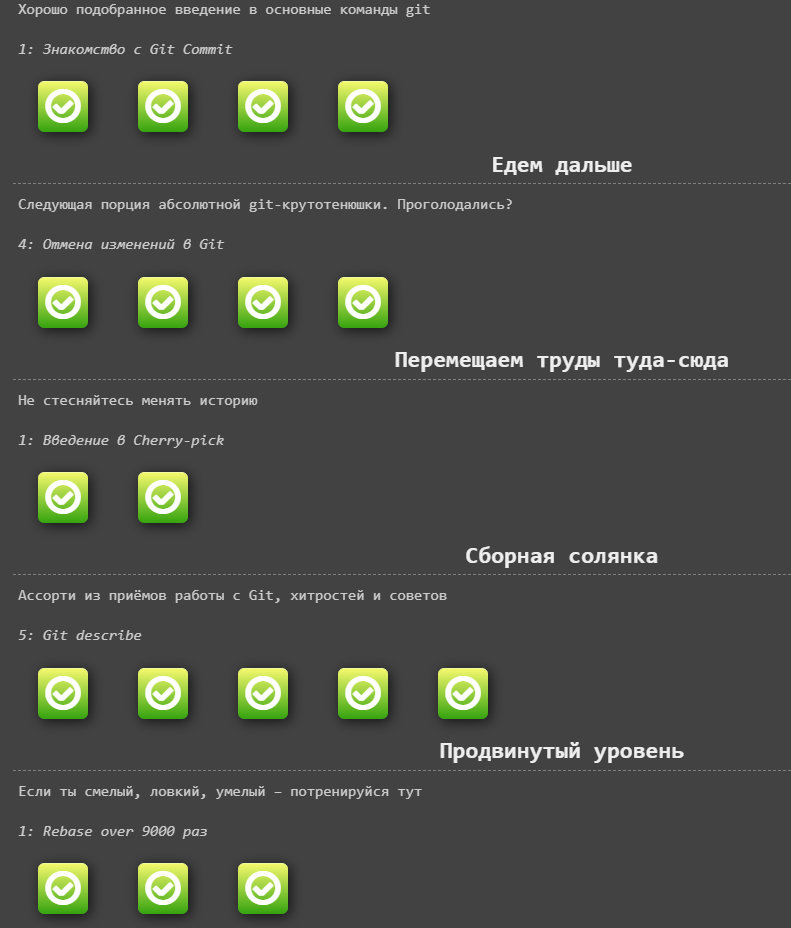 Хорошо подобранное введение в основные команды git
1: Знакомство с Git Commit
Едем дальше
Следующая порция абсолютной git-крутотенюшки. Проголодались?
4: Отмена изменений в Git
Перемещаем труды туда-сюда
Не стесняйтесь менять историю
1: Введение в Cherry-pick
Сборная солянка
Ассорти из приёмов работы с Git, хитростей и советов
5: Git describe
Продвинутый уровень
Если ты смелый, ловкий, умелый — потренируйся тут
1: Rebase over 9000 раз